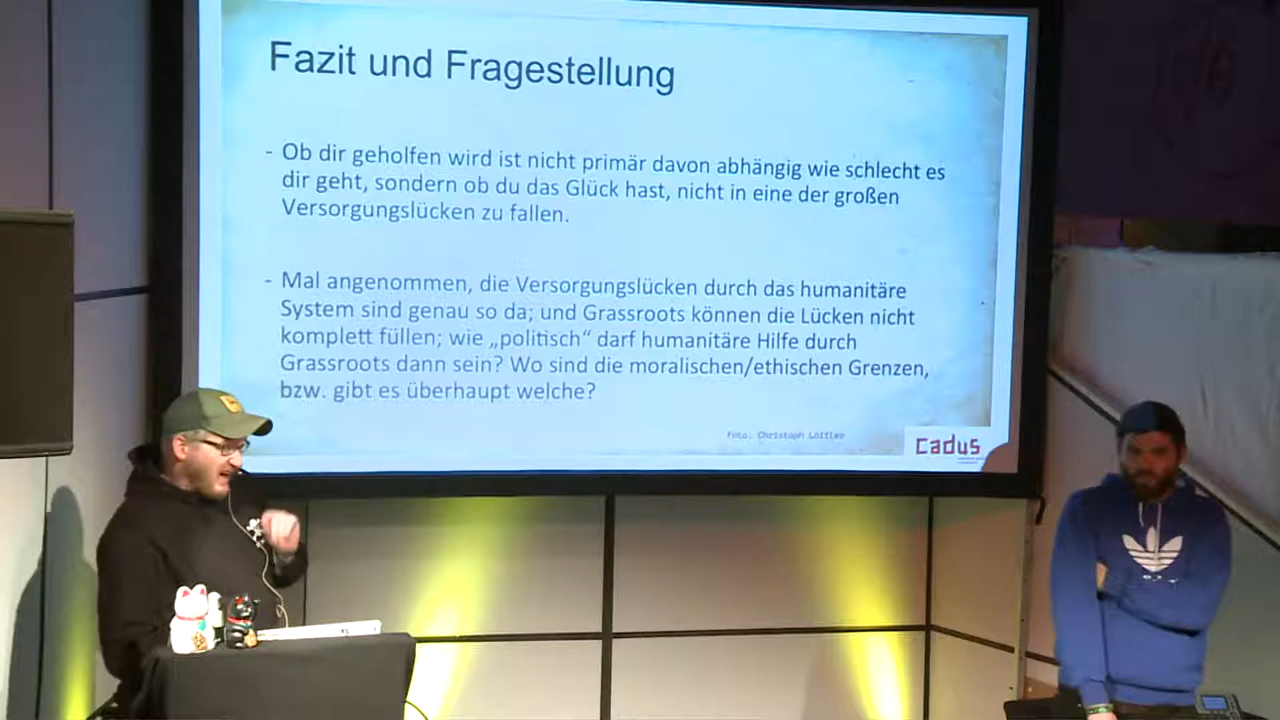 Fazit und Fragestellung
- Ob dir geholfen wird ist nicht primär davon abhängig wie schlecht es
dir geht, sondern ob du das Glück hast, nicht in eine der großen
Versorgungslücken zu fallen.
- Mal angenommen, die Versorgungslücken durch das humanitäre
System sind genau so da; und Grassroots können die Lücken nicht
komplett füllen; wie „politisch“ darf humanitäre Hilfe durch
Grassroots dann sein? Wo sind die moralischen/ethischen Grenzen,
bzw. gibt es überhaupt welche?
Foto: Christoph Löffler
cadus